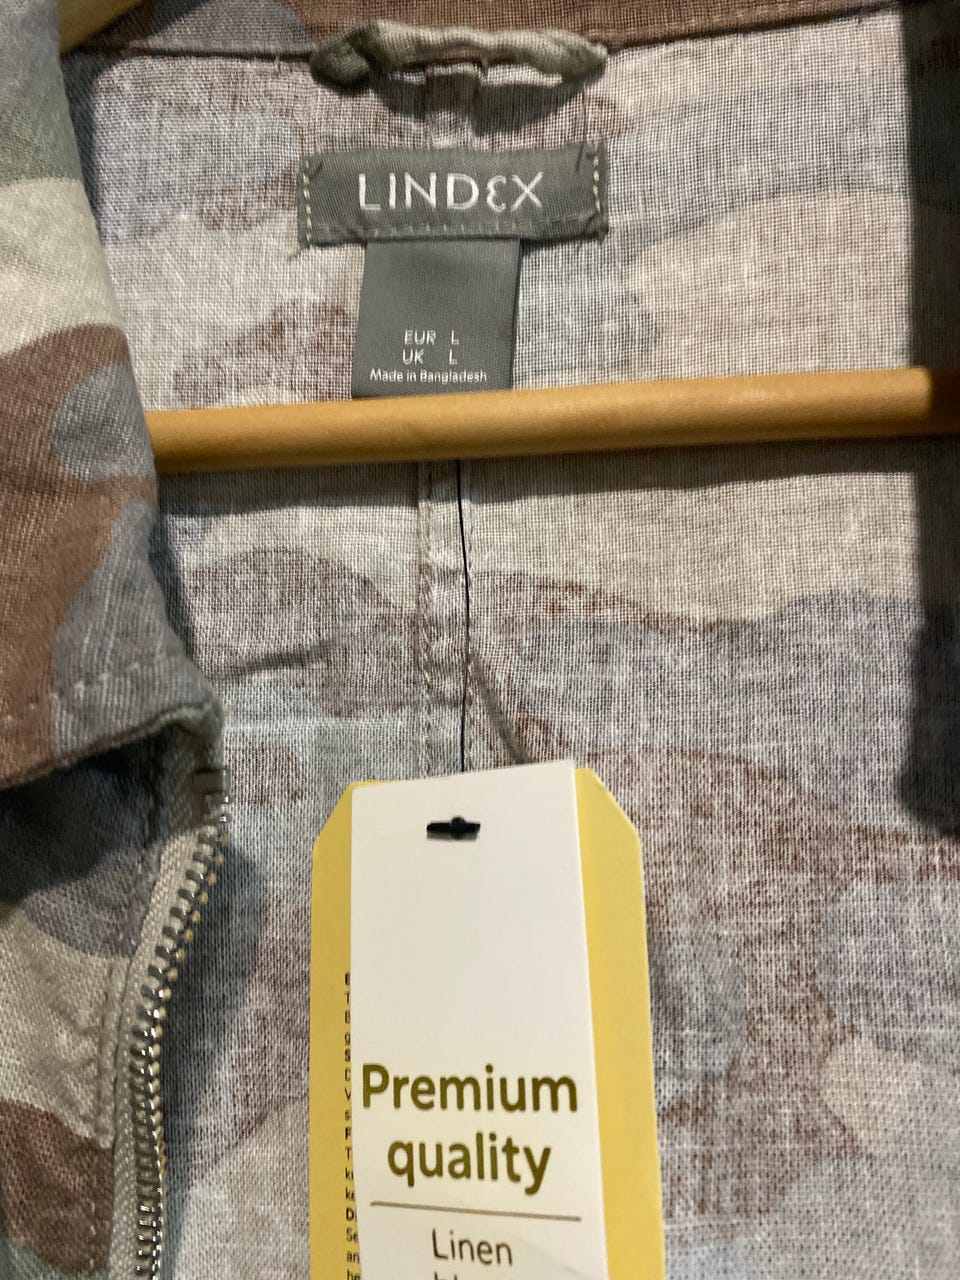 LINDEX
EUR L
UK L
Made in Bangladesh
Premium
quality
Linen